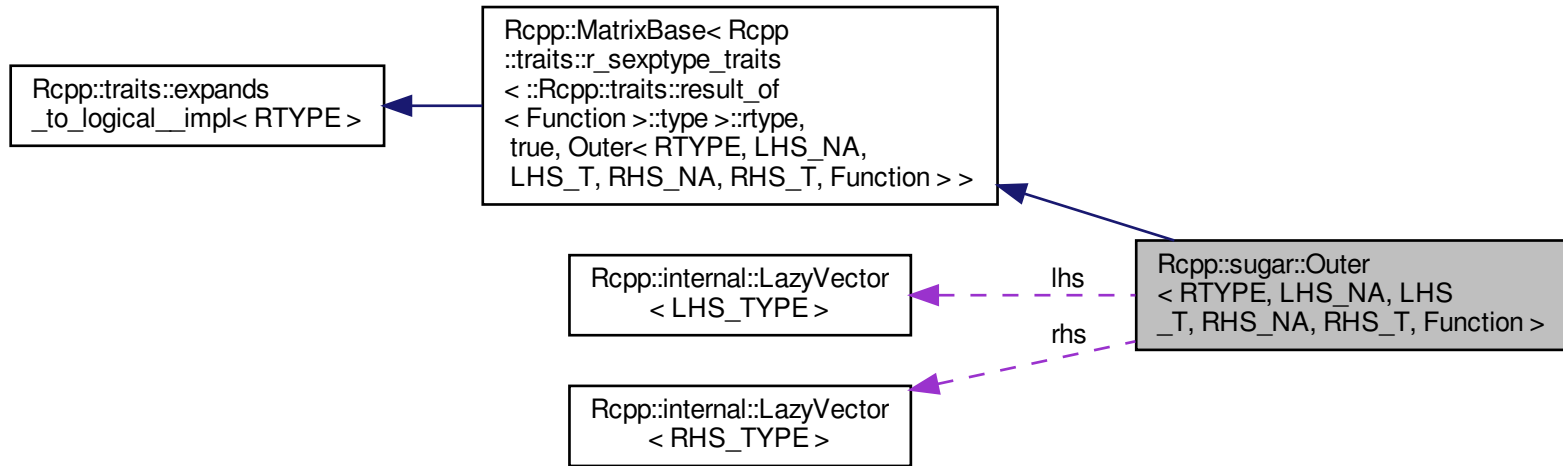 Rcpp::MatrixBase< Rcpp
::traits::r_sexptype_traits
< ::Rcpp::traits::result_of
< Function >::type >::rtype,
true, Outer< RTYPE, LHS_NA,
LHS_T, RHS_NA, RHS_T, Function > >
Rcpp::traits::expands
_to_logical__impl< RTYPE >
Rcpp::sugar::Outer
< RTYPE, LHS_NA, LHS
_T, RHS_NA, RHS_T, Function >
Rcpp::internal::LazyVector
< LHS_TYPE >
lhs
rhs
Rcpp::internal::LazyVector
< RHS_TYPE >